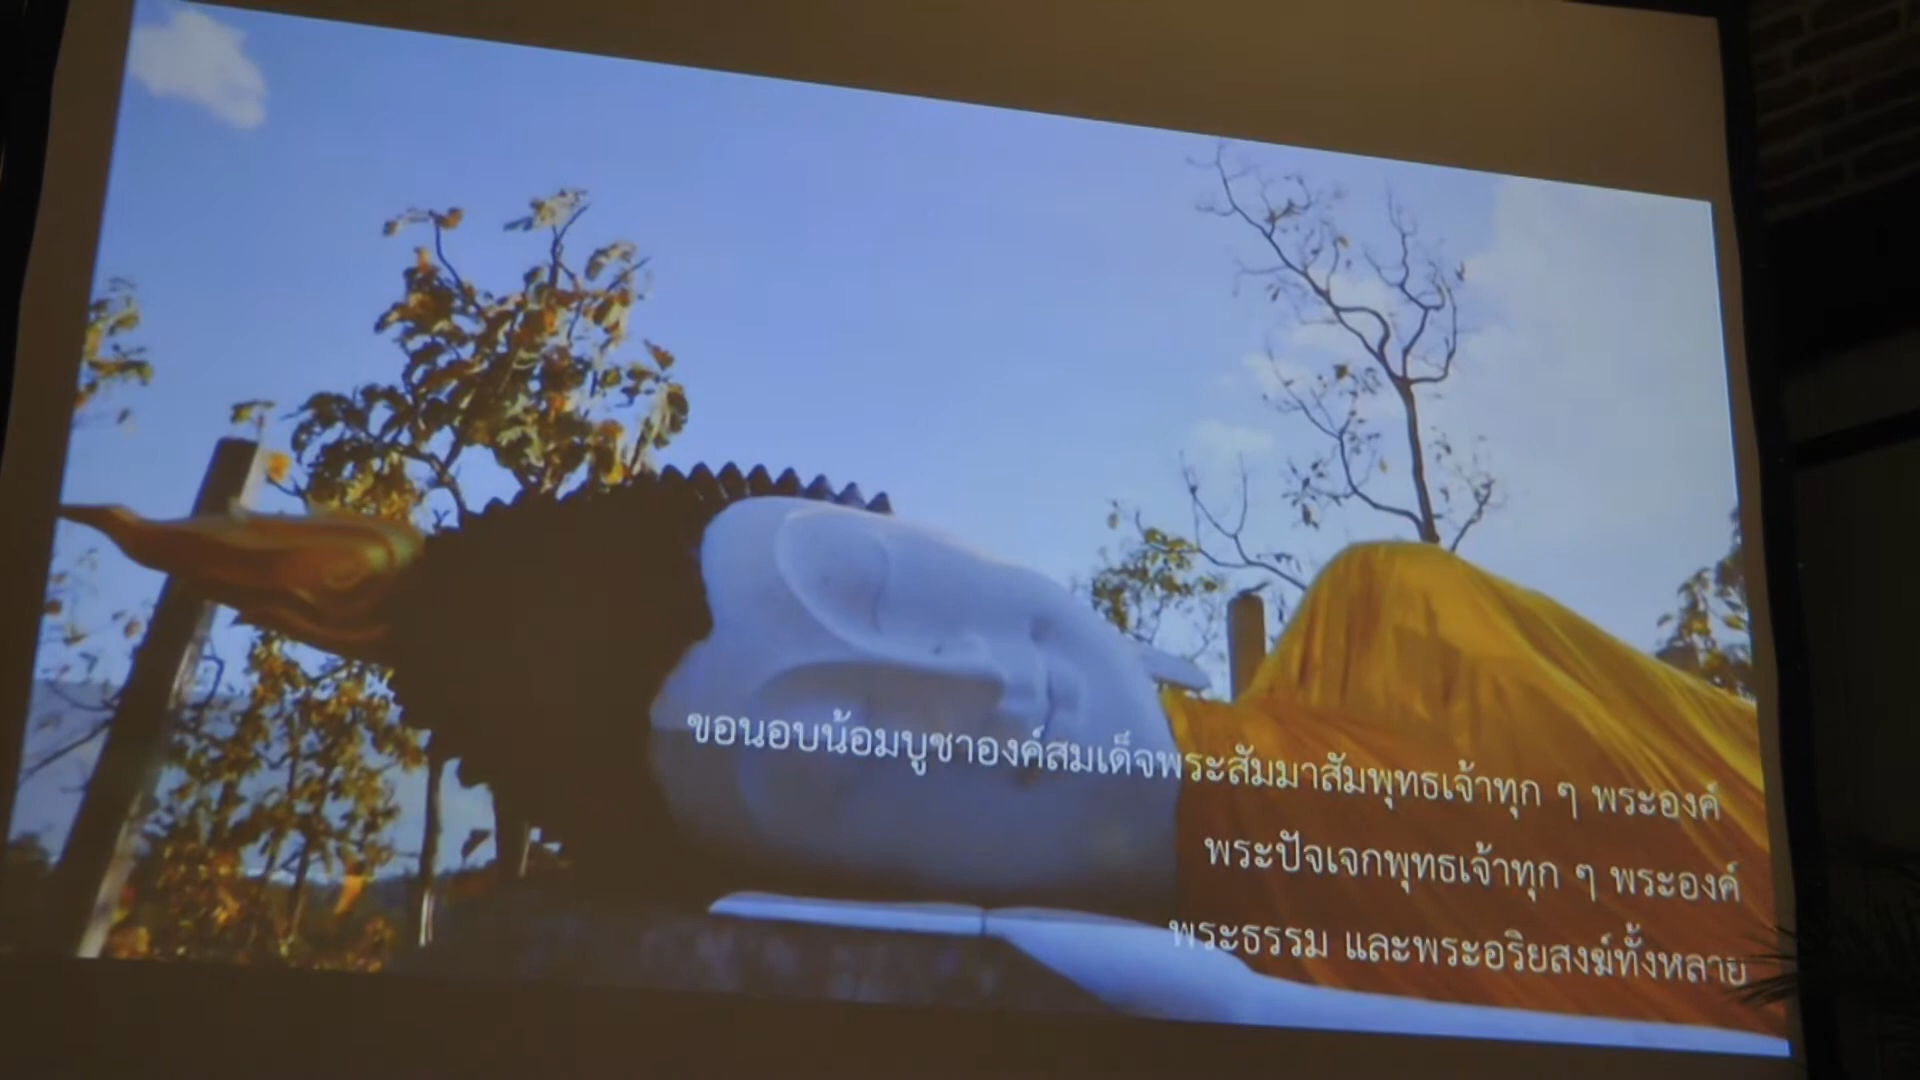 ขอนอบน้อมบูชาองค์สมเด็จพระสัมมาสัมพุทธเจ้าทุก ๆ พระองค์
พระปัจเจกพุทธเจ้าทุก ๆ พระองค์
พระธรรม และพระอริยสงฆ์ทั้งหลาย